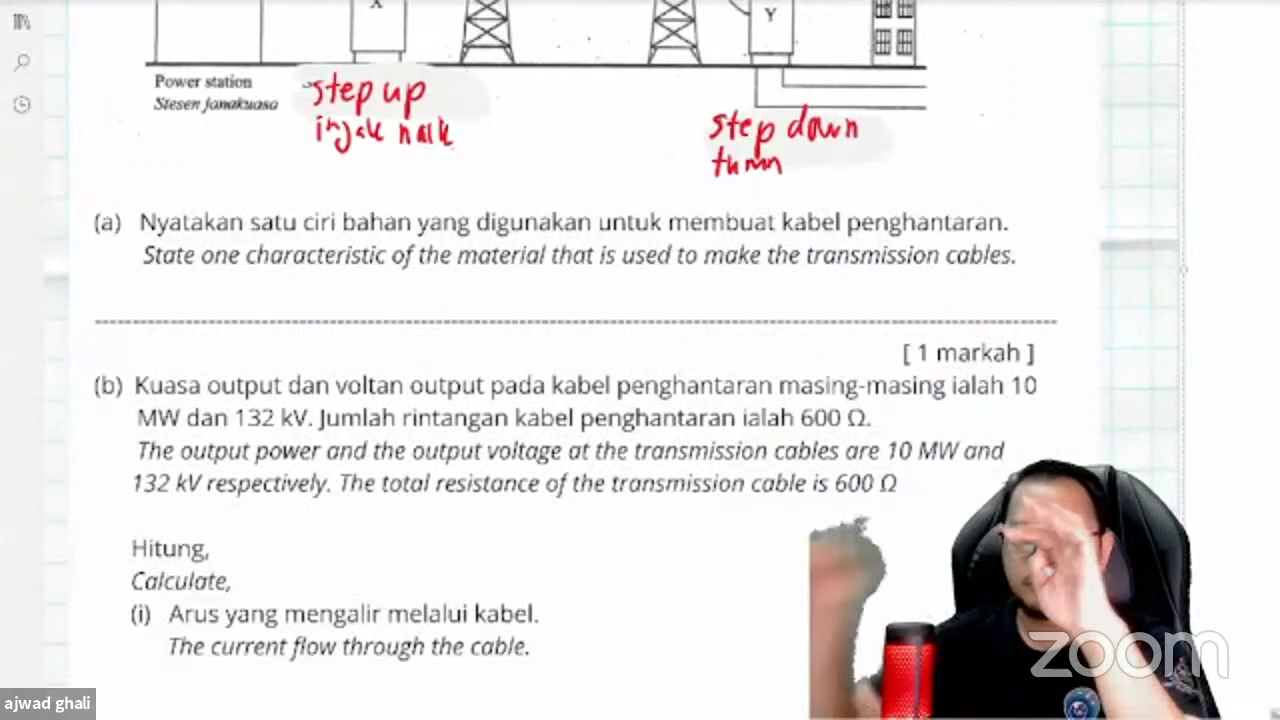 X
Y
Power station
Stesen janakuasa
step up
injak naik
step down
turun
(a) Nyatakan satu ciri bahan yang digunakan untuk membuat kabel penghantaran.
State one characteristic of the material that is used to make the transmission cables.
[ 1 markah ]
(b) Kuasa output dan voltan output pada kabel penghantaran masing-masing ialah 10
MW dan 132 kV. Jumlah rintangan kabel penghantaran ialah 600 Ω.
The output power and the output voltage at the transmission cables are 10 MW and
132 kV respectively. The total resistance of the transmission cable is 600 Ω
Hitung,
Calculate,
(i) Arus yang mengalir melalui kabel.
The current flow through the cable.
zoom
ajwad ghali